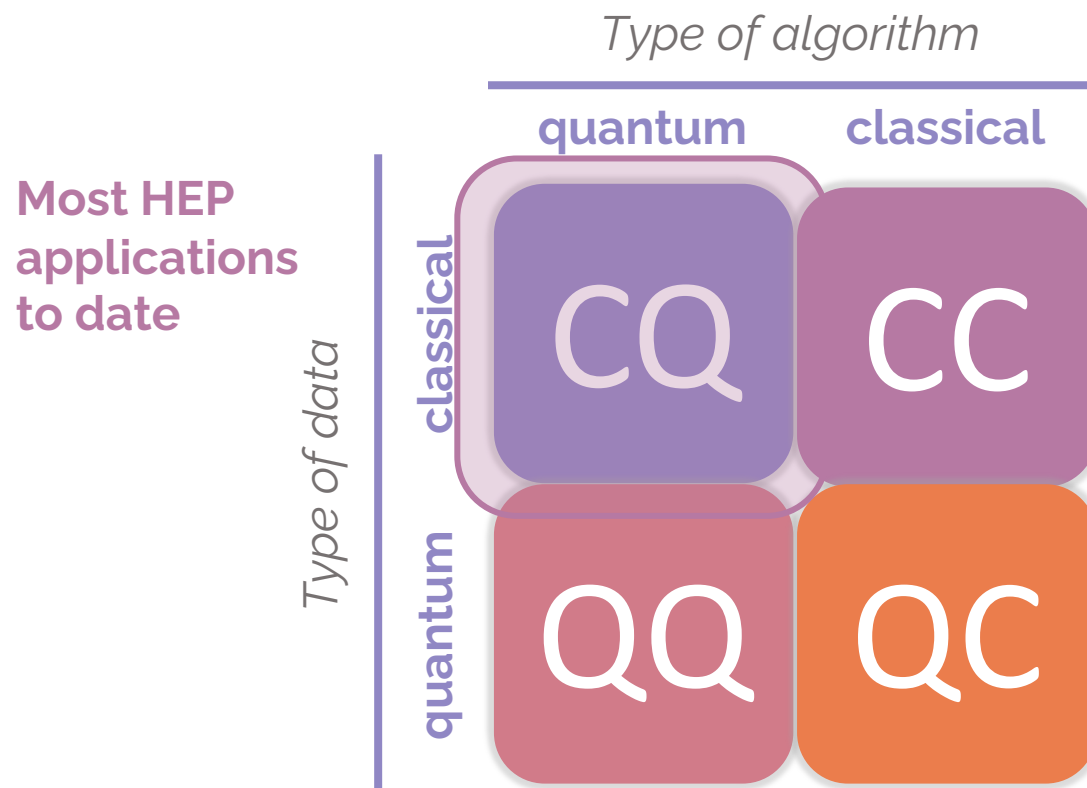 Type of algorithm
quantum classical
Most HEP
applications
to date
Type of data
classical
quantum
CQ CC
QQ QC